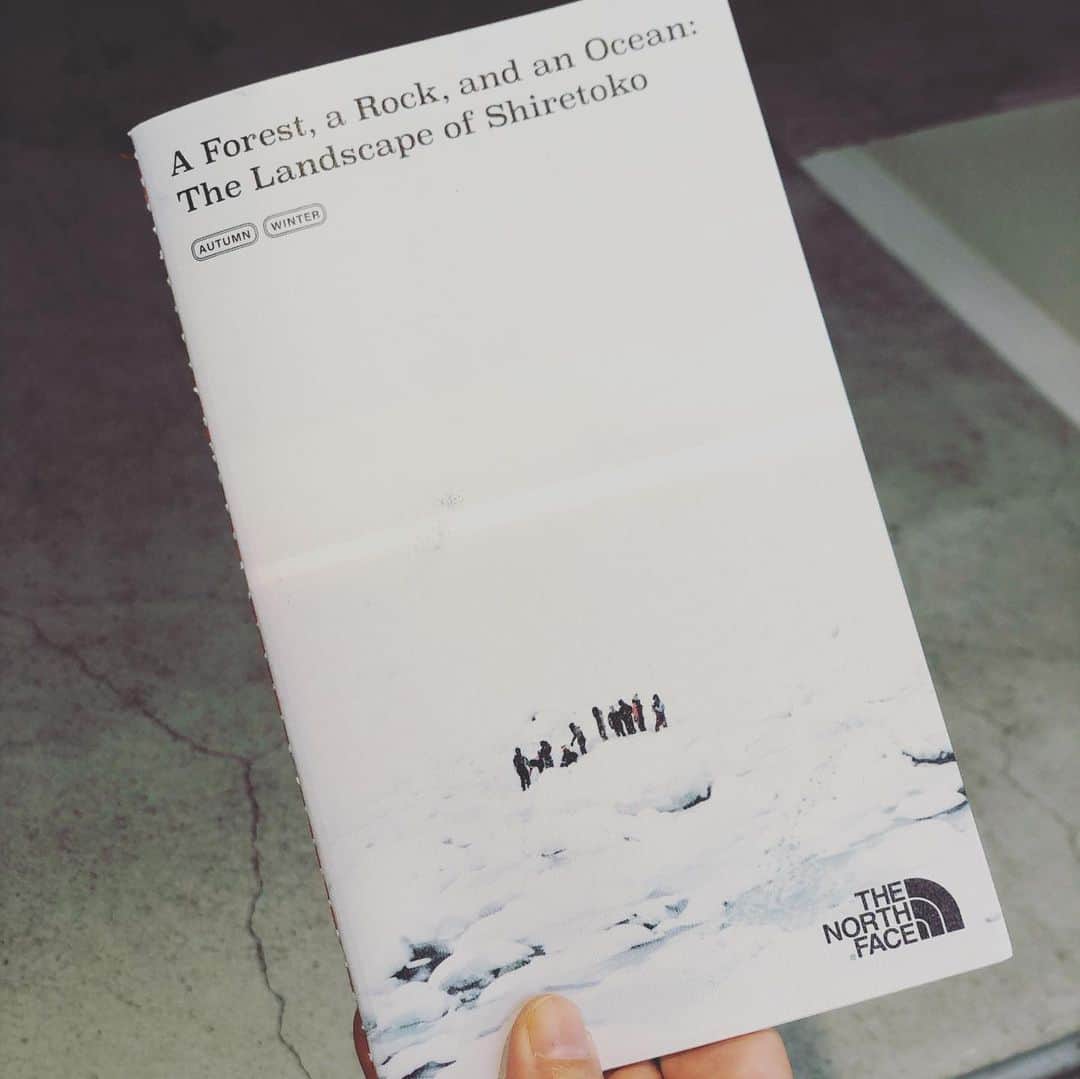 A Forest, a Rock, and an Ocean:
The Landscape of Shiretoko
AUTUMN WINTER
THE
NORTH
FACE